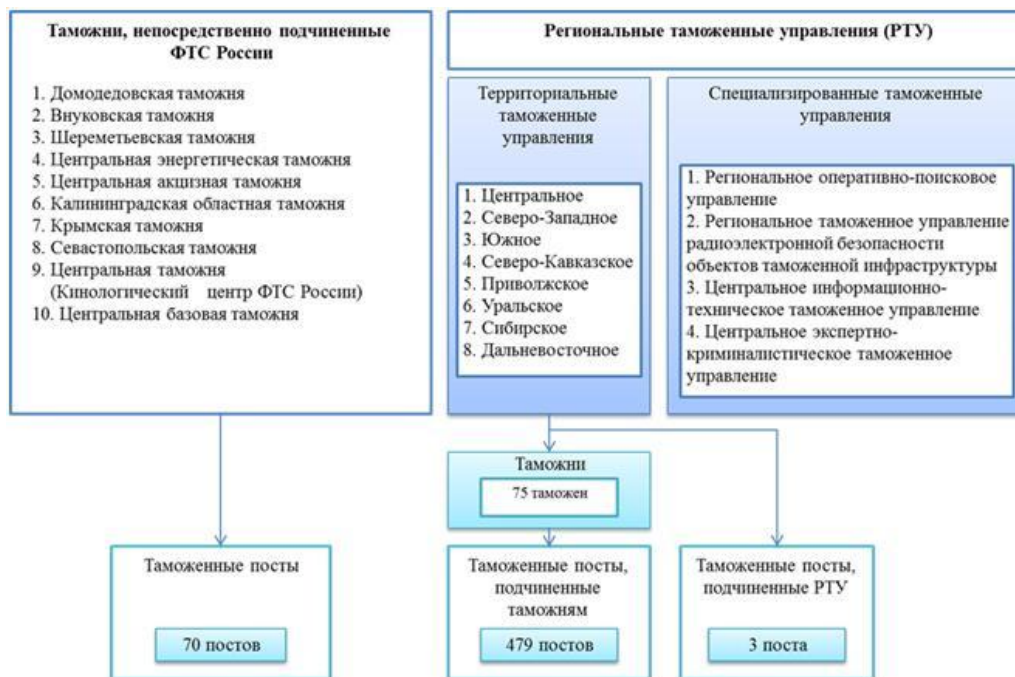 Таможни, непосредственно подчиненные
ФТС России
1. Домодедовская таможня
2. Внуковская таможня
3. Шереметьевская таможня
4. Центральная энергетическая таможня
5. Центральная акцизная таможня
6. Калининградская областная таможня
7. Крымская таможня
8. Севастопольская таможня
9. Центральная таможня
(Кинологический центр ФТС России)
10. Центральная базовая таможня
Региональные таможенные управления (РТУ)
Территориальные
таможенные
управления
1. Центральное
2. Северо-Западное
3. Южное
4. Северо-Кавказское
5. Приволжское
6. Уральское
7. Сибирское
8. Дальневосточное
Специализированные таможенные
управления
1. Региональное оперативно-поисковое
управление
2. Региональное таможенное управление
радиоэлектронной безопасности
объектов таможенной инфраструктуры
3. Центральное информационно-
техническое таможенное управление
4. Центральное экспертно-
криминалистическое таможенное
управление
Таможни
75 таможен
Таможенные посты
70 постов
Таможенные посты,
подчиненные
таможням
479 постов
Таможенные посты,
подчиненные РТУ
3 поста